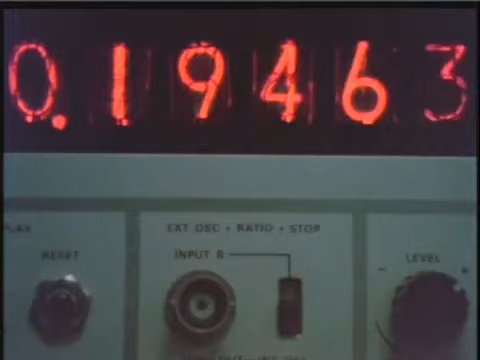 0.19463
PLAY
EXT OSC + RATIO + STOP
RESET
INPUT B
LEVEL
- +